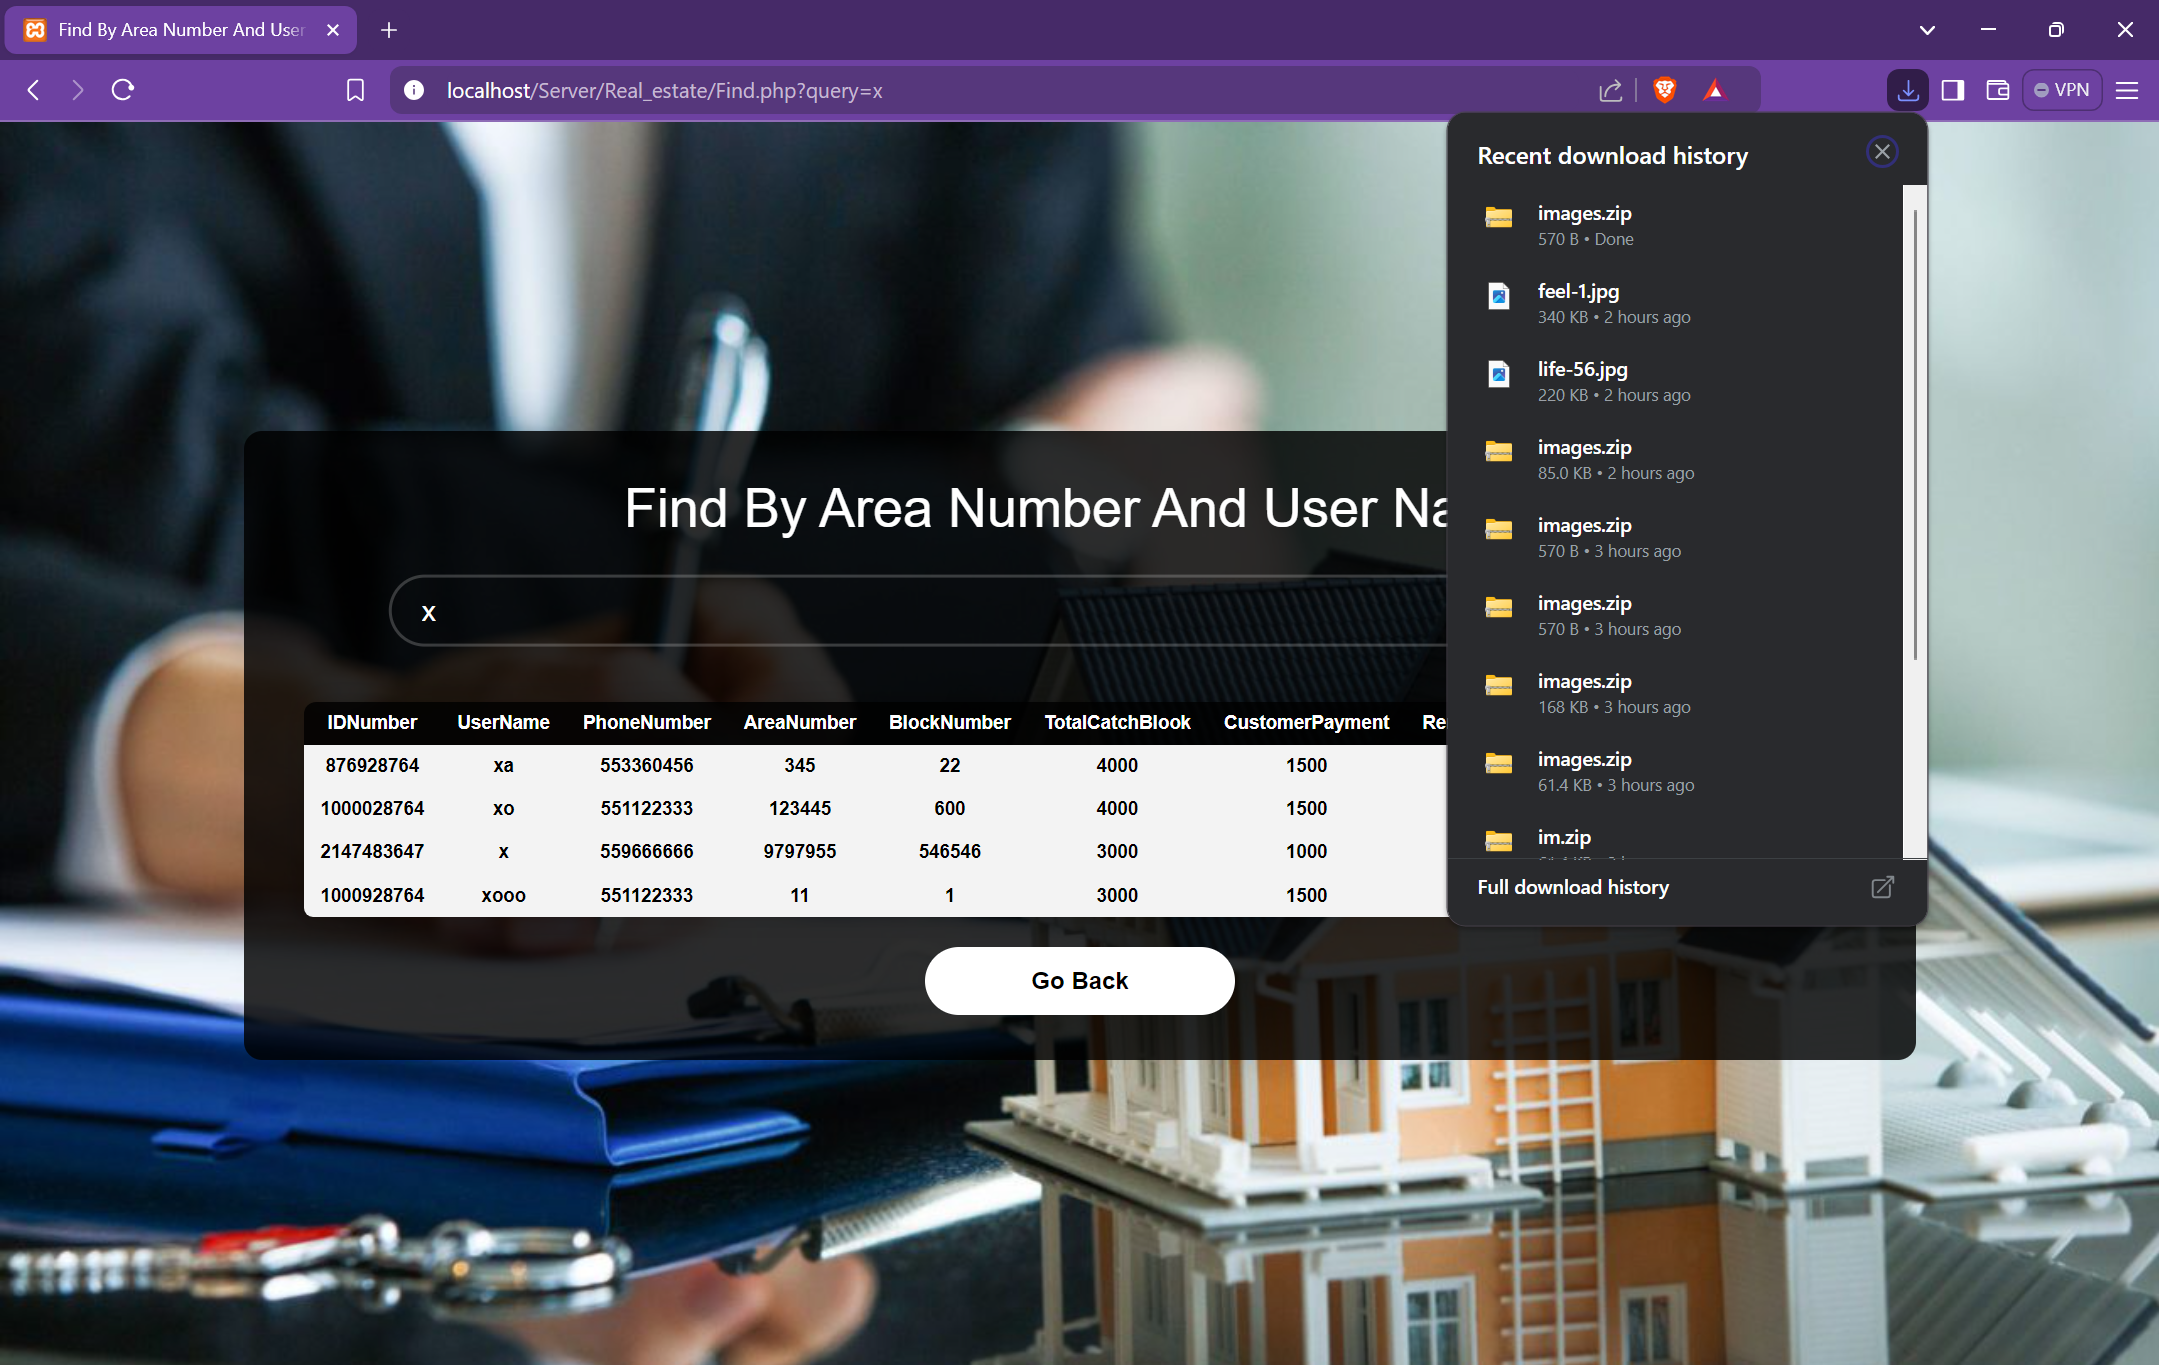 Find By Area Number And User
localhost/Server/Real_estate/Find.php?query=x
VPN
Recent download history
images.zip
570 B • Done
feel-1.jpg
340 KB • 2 hours ago
life-56.jpg
220 KB • 2 hours ago
images.zip
85.0 KB • 2 hours ago
images.zip
570 B • 3 hours ago
images.zip
570 B • 3 hours ago
images.zip
168 KB • 3 hours ago
images.zip
61.4 KB • 3 hours ago
im.zip
Full download history
Find By Area Number And User Na
x
IDNumber UserName PhoneNumber AreaNumber BlockNumber TotalCatchBlook CustomerPayment Re
876928764 xa 553360456 345 22 4000 1500
1000028764 xo 551122333 123445 600 4000 1500
2147483647 x 559666666 9797955 546546 3000 1000
1000928764 xooo 551122333 11 1 3000 1500
Go Back